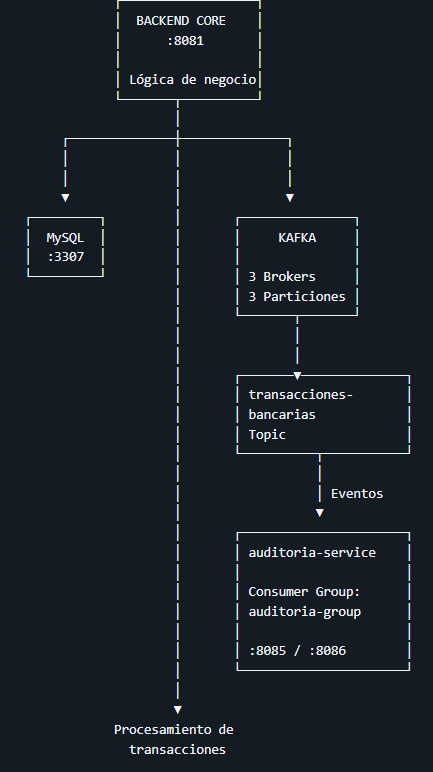 BACKEND CORE
:8081
Lógica de negocio
MySQL
:3307
KAFKA
3 Brokers
3 Particiones
transacciones-
bancarias
Topic
Eventos
auditoria-service
Consumer Group:
auditoria-group
:8085 / :8086
Procesamiento de
transacciones